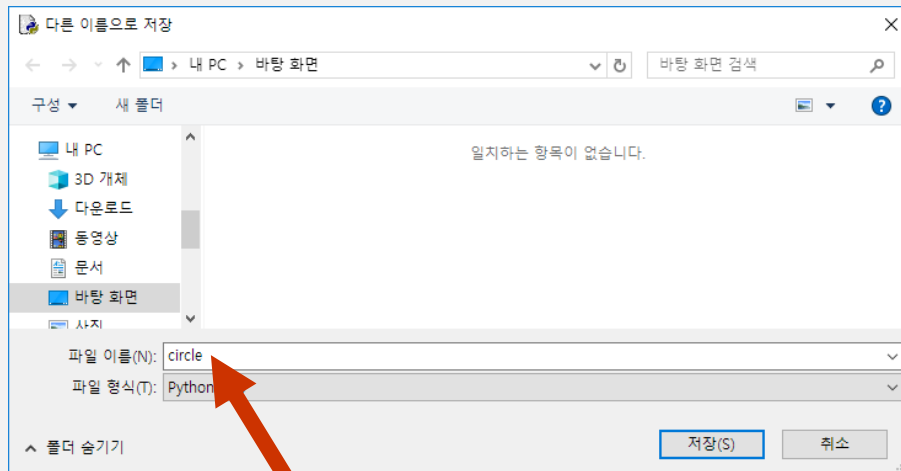 다른 이름으로 저장
내 PC › 바탕 화면
바탕 화면 검색
구성
새 폴더
내 PC
3D 개체
다운로드
동영상
문서
바탕 화면
사진
일치하는 항목이 없습니다.
파일 이름(N): circle
파일 형식(T): Python
폴더 숨기기
저장(S)
취소